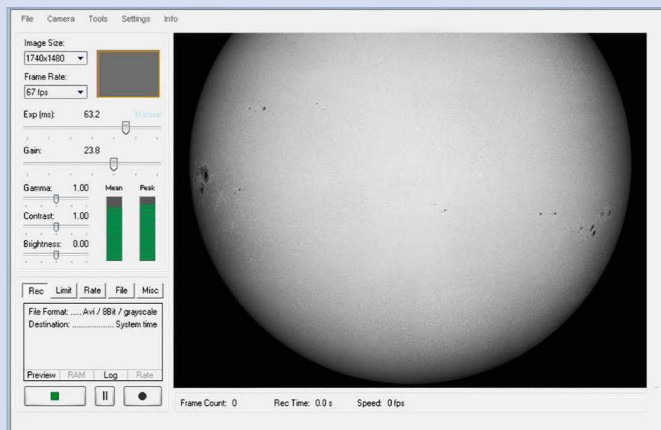 File Camera Tools Settings Info
Image Size:
1740x1480
Frame Rate:
67 fps
Exp (ms): 63.2
Gain: 23.8
Gamma: 1.00 Mean Peak
Contrast: 1.00
Brightness: 0.00
Rec Limit Rate File Misc
File Format: ..... Avi / 8Bit / grayscale
Destination: .................. System time
Preview RAM Log Rate
Frame Count: 0 Rec Time: 0.0 s Speed: 0 fps